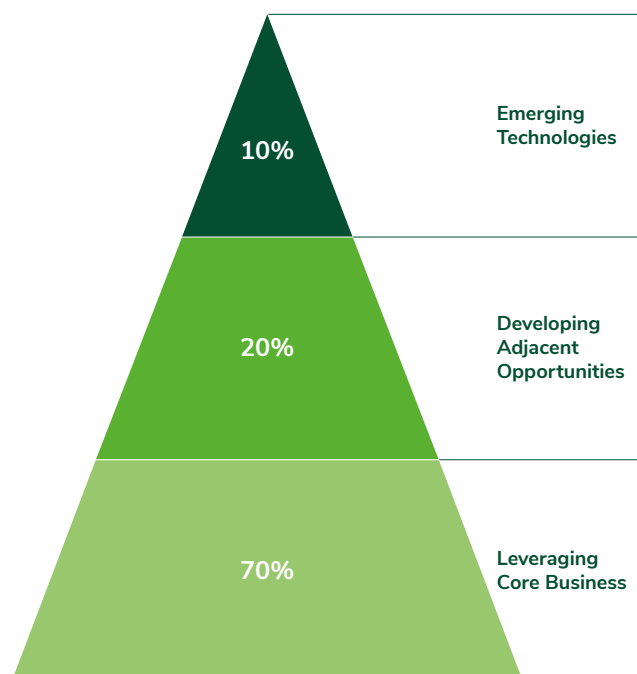 10%
Emerging
Technologies
20%
Developing
Adjacent
Opportunities
70%
Leveraging
Core Business